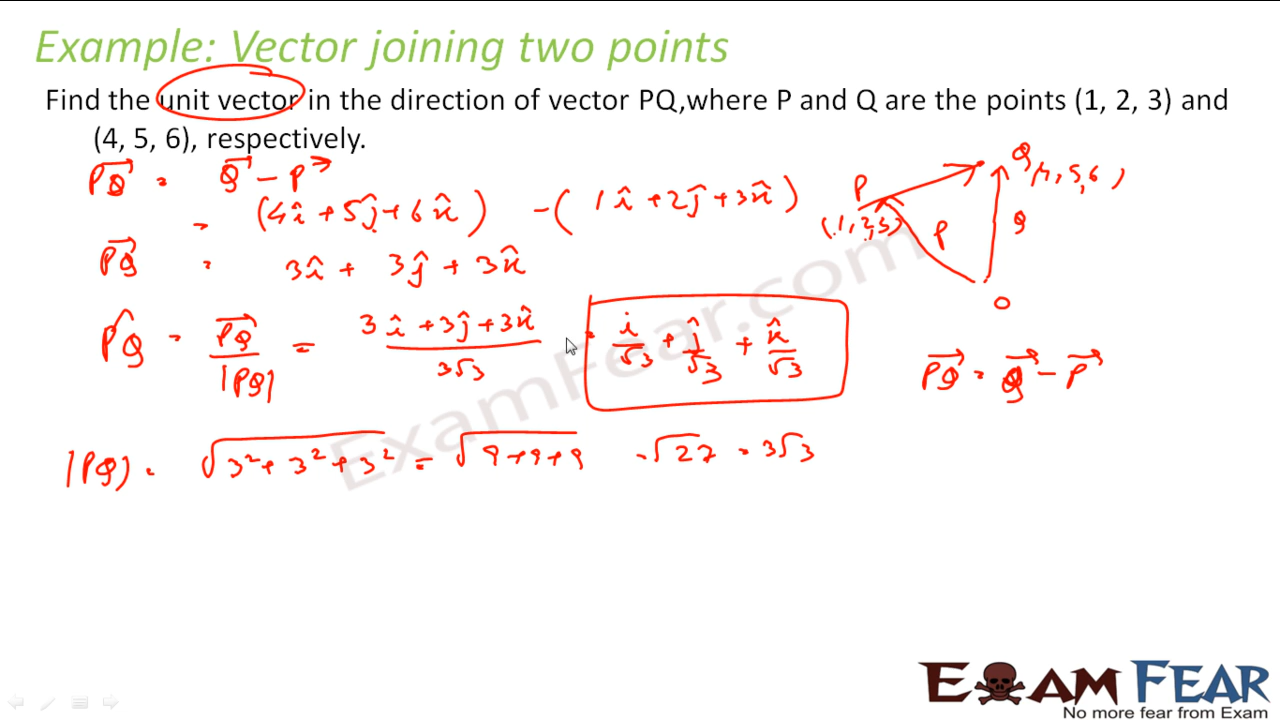 Example: Vector joining two points
Find the unit vector in the direction of vector PQ,where P and Q are the points (1, 2, 3) and
(4, 5, 6), respectively.
PQ⃗ = Q⃗ - P⃗
= (4î + 5ĵ + 6k̂) - (1î + 2ĵ + 3k̂)
PQ⃗ = 3î + 3ĵ + 3k̂
P̂Q = PQ⃗/|PQ| = (3î + 3ĵ + 3k̂)/3√3 = i/√3 + ĵ/√3 + k̂/√3
|PQ| = √(3² + 3² + 3²) = √(9+9+9) = √27 = 3√3
Q (4, 5, 6)
P
(1, 2, 3)
P
Q
O
PQ⃗ = Q⃗ - P⃗
ExamFear.com
EXAM FEAR
No more fear from Exam